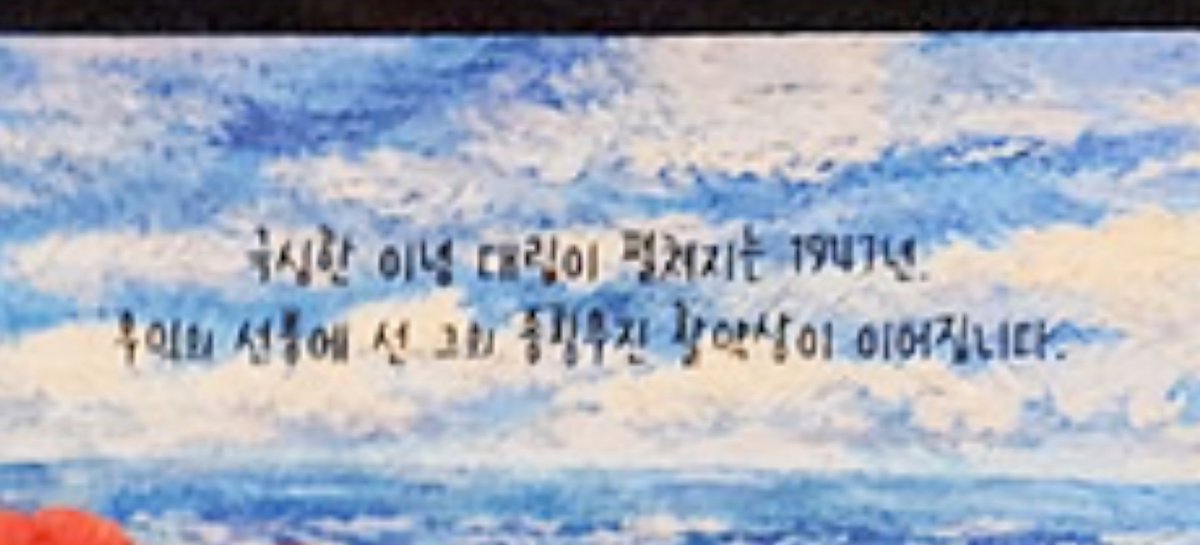 극심한 이념 대립이 펼쳐지는 1947년.
우익의 선봉에 선 그의 종횡무진 활약상이 이어집니다.